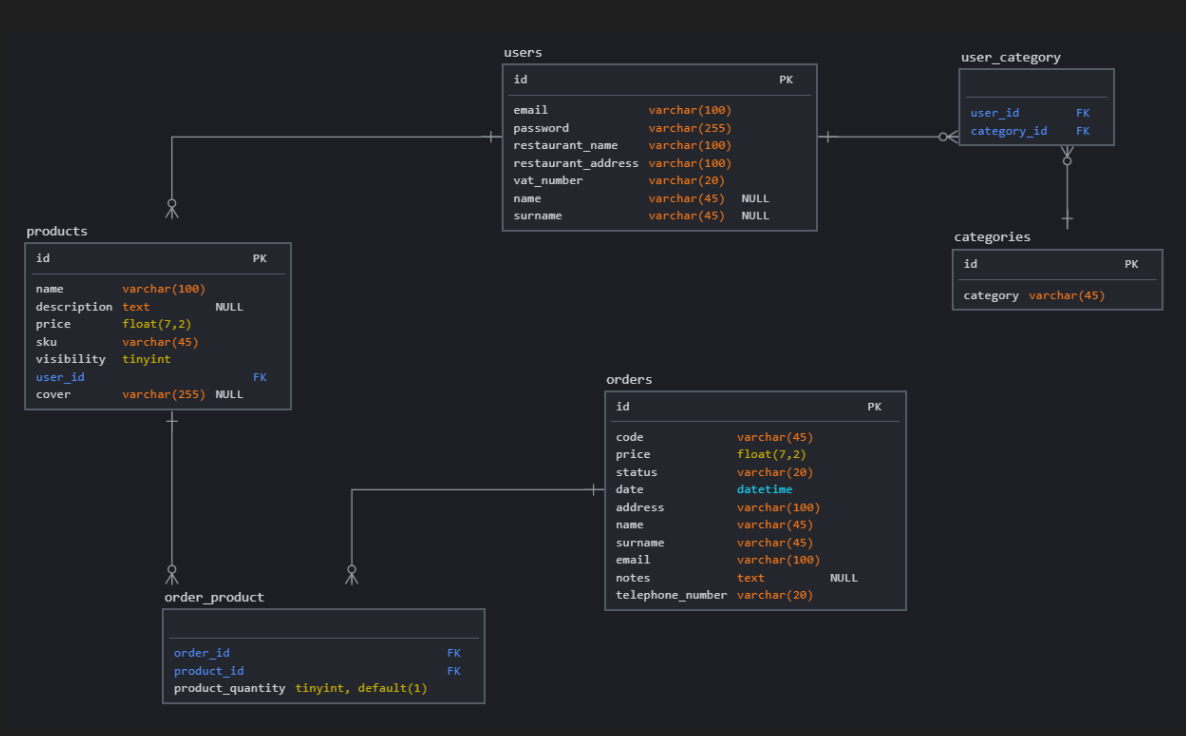 users
id PK
email varchar(100)
password varchar(255)
restaurant_name varchar(100)
restaurant_address varchar(100)
vat_number varchar(20)
name varchar(45) NULL
surname varchar(45) NULL
user_category
user_id FK
category_id FK
products
id PK
name varchar(100)
description text NULL
price float(7,2)
sku varchar(45)
visibility tinyint
user_id FK
cover varchar(255) NULL
categories
id PK
category varchar(45)
orders
id PK
code varchar(45)
price float(7,2)
status varchar(20)
date datetime
address varchar(100)
name varchar(45)
surname varchar(45)
email varchar(100)
notes text NULL
telephone_number varchar(20)
order_product
order_id FK
product_id FK
product_quantity tinyint, default(1)